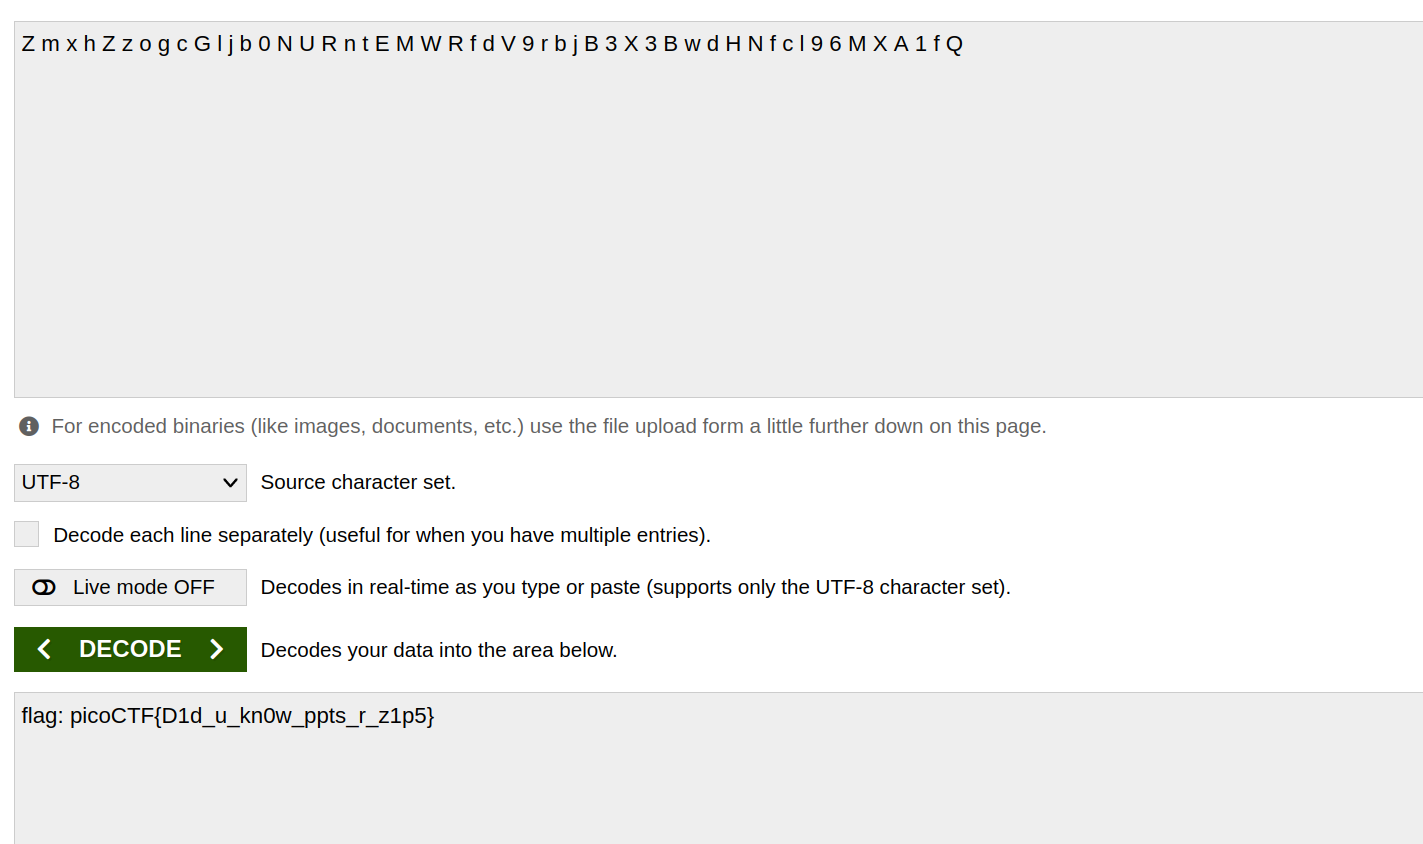 Z m x h Z z o g c G l j b 0 N U R n t E M W R f d V 9 r b j B 3 X 3 B w d H N f c l 9 6 M X A 1 f Q
For encoded binaries (like images, documents, etc.) use the file upload form a little further down on this page.
UTF-8 Source character set.
Decode each line separately (useful for when you have multiple entries).
Live mode OFF Decodes in real-time as you type or paste (supports only the UTF-8 character set).
< DECODE > Decodes your data into the area below.
flag: picoCTF{D1d_u_kn0w_ppts_r_z1p5}